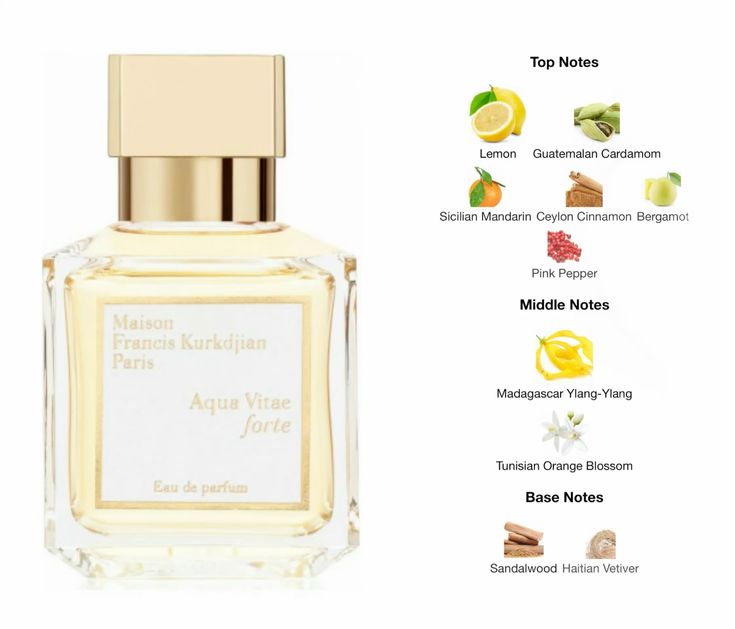 Maison
Francis Kurkdjian
Paris
Aqua Vitae
forte
Eau de parfum
Top Notes
Lemon Guatemalan Cardamom
Sicilian Mandarin Ceylon Cinnamon Bergamot
Pink Pepper
Middle Notes
Madagascar Ylang-Ylang
Tunisian Orange Blossom
Base Notes
Sandalwood Haitian Vetiver